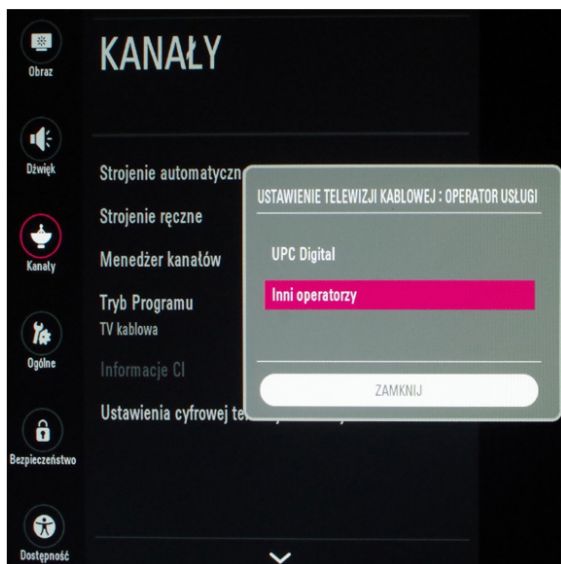 KANAŁY
Obraz
Dźwięk
Kanały
Ogólne
Bezpieczeństwo
Dostępność
Strojenie automatyczn
Strojenie ręczne
Menedżer kanałów
Tryb Programu
TV kablowa
Informacje CI
Ustawienia cyfrowej
USTAWIENIE TELEWIZJI KABLOWEJ : OPERATOR USŁUGI
UPC Digital
Inni operatorzy
ZAMKNIJ